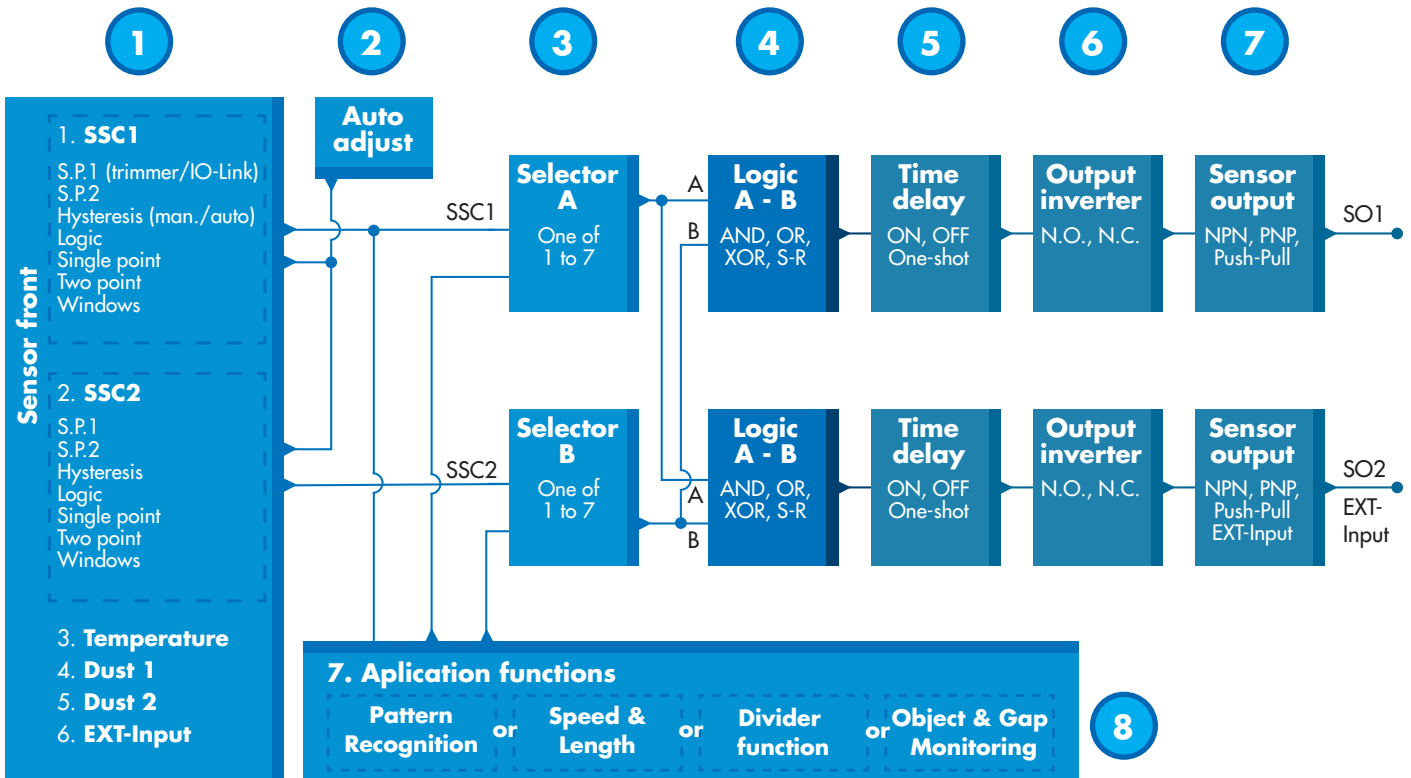 1
2
3
4
5
6
7
Sensor front
1. SSC1
S.P.1 (trimmer/IO-Link)
S.P.2
Hysteresis (man./auto)
Logic
Single point
Two point
Windows
2. SSC2
S.P.1
S.P.2
Hysteresis
Logic
Single point
Two point
Windows
3. Temperature
4. Dust 1
5. Dust 2
6. EXT-Input
Auto
adjust
SSC1
Selector
A
One of
1 to 7
A
B
Logic
A - B
AND, OR,
XOR, S-R
Time
delay
ON, OFF
One-shot
Output
inverter
N.O., N.C.
Sensor
output
NPN, PNP,
Push-Pull
SO1
SSC2
Selector
B
One of
1 to 7
A
B
Logic
A - B
AND, OR,
XOR, S-R
Time
delay
ON, OFF
One-shot
Output
inverter
N.O., N.C.
Sensor
output
NPN, PNP,
Push-Pull
EXT-Input
SO2
EXT-
Input
7. Aplication functions
Pattern
Recognition
or
Speed &
Length
or
Divider
function
or
Object & Gap
Monitoring
8